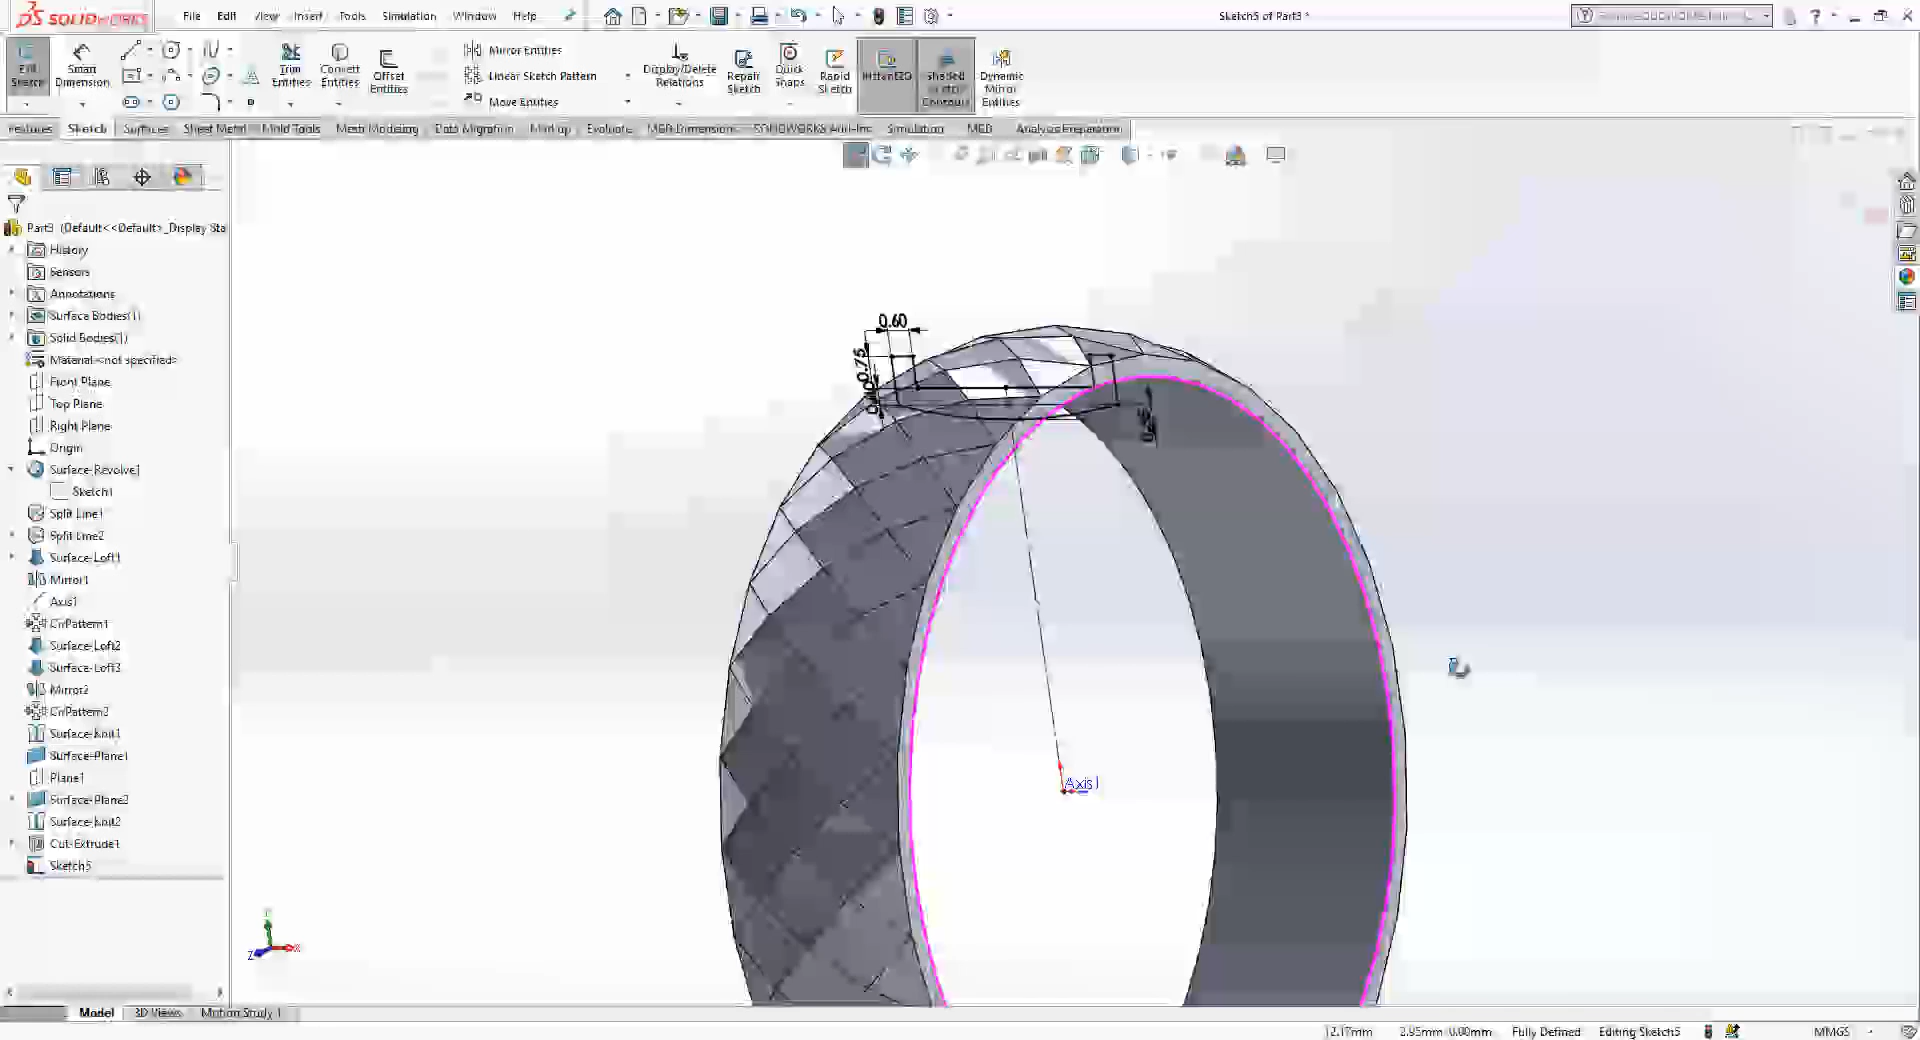 SOLIDWORKS
File Edit View Insert Tools Simulation Window Help
Sketch5 of Part3 *
Edit Sketch
Smart Dimension
Trim Entities
Convert Entities
Offset Entities
Mirror Entities
Linear Sketch Pattern
Move Entities
Display/Delete Relations
Repair Sketch
Quick Snaps
Rapid Sketch
Instant2D
Shaded Sketch Contours
Dynamic Mirror Entities
Features Sketch Surfaces Sheet Metal Mold Tools Mesh Modeling Data Migration Markup Evaluate MBD Dimensions SOLIDWORKS Add-Ins Simulation MBD Analysis Preparation
Part3 (Default<<Default>_Display Sta
History
Sensors
Annotations
Surface Bodies(1)
Solid Bodies(1)
Material <not specified>
Front Plane
Top Plane
Right Plane
Origin
Surface-Revolve1
Sketch1
Split Line1
Split Line2
Surface-Loft1
Mirror1
Axis1
CirPattern1
Surface-Loft2
Surface-Loft3
Mirror2
CirPattern2
Surface-Knit1
Surface-Plane1
Plane1
Surface-Plane2
Surface-Knit2
Cut-Extrude1
Sketch5
0.60
0.75
Axis1
Y
X
Z
Model 3D Views Motion Study 1
12.17mm 2.95mm 0.00mm Fully Defined Editing Sketch5 MMGS